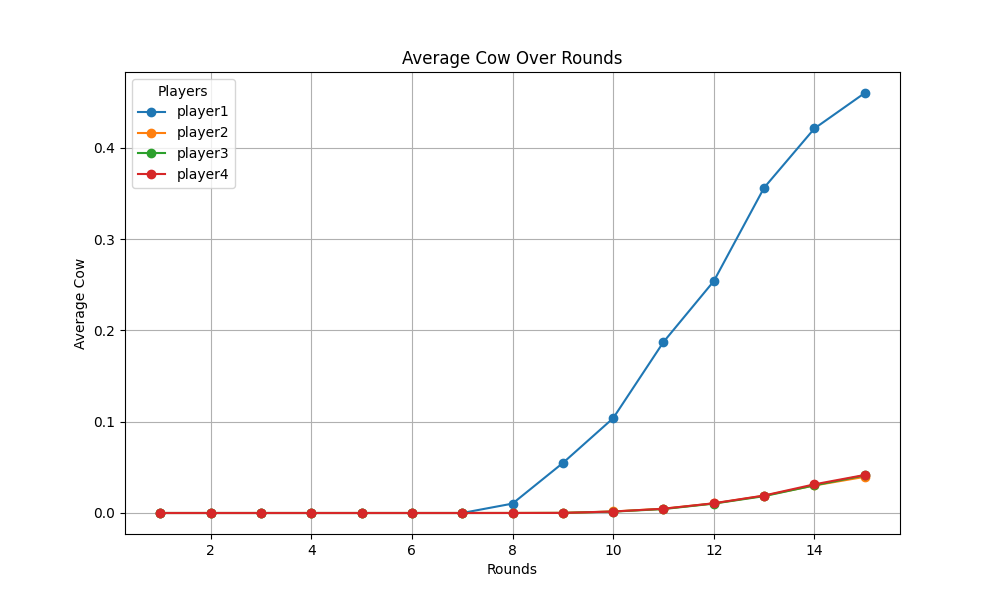 Average Cow Over Rounds
Players
player1
player2
player3
player4
Average Cow
0.4
0.3
0.2
0.1
0.0
2 4 6 8 10 12 14
Rounds